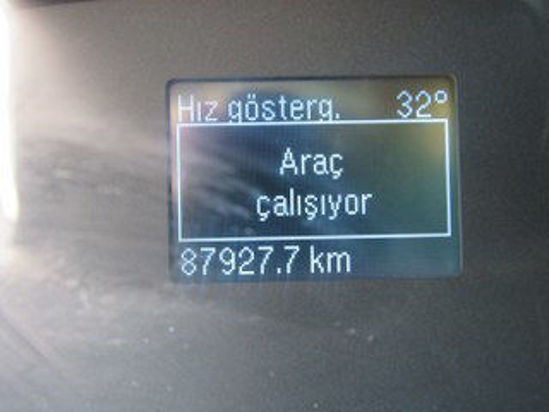 Hız gösterg. 32°
Araç
çalışıyor
87927.7 km